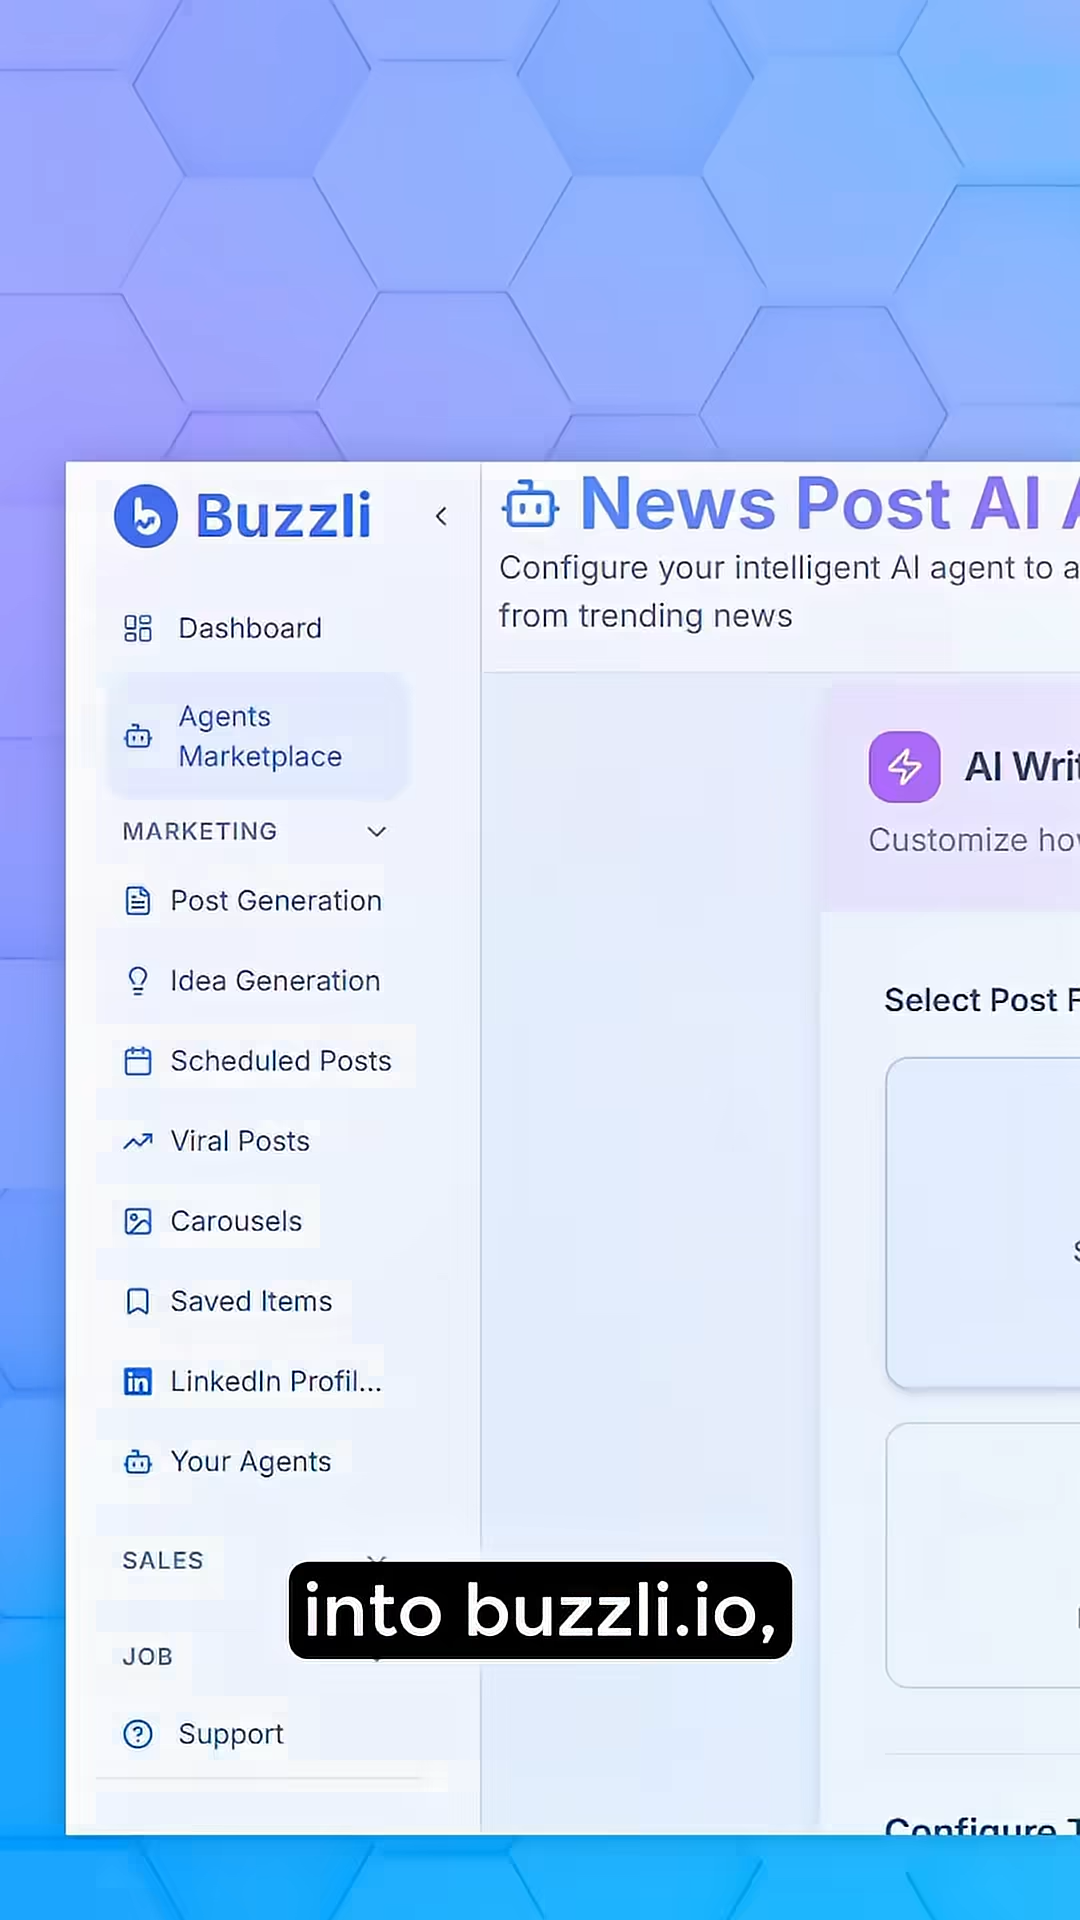 Buzzli
Dashboard
Agents
Marketplace
MARKETING
Post Generation
Idea Generation
Scheduled Posts
Viral Posts
Carousels
Saved Items
LinkedIn Profil...
Your Agents
SALES
JOB
Support
News Post AI
Configure your intelligent AI agent to a
from trending news
AI Writ
Customize how
Select Post F
Configure T
into buzzli.io,